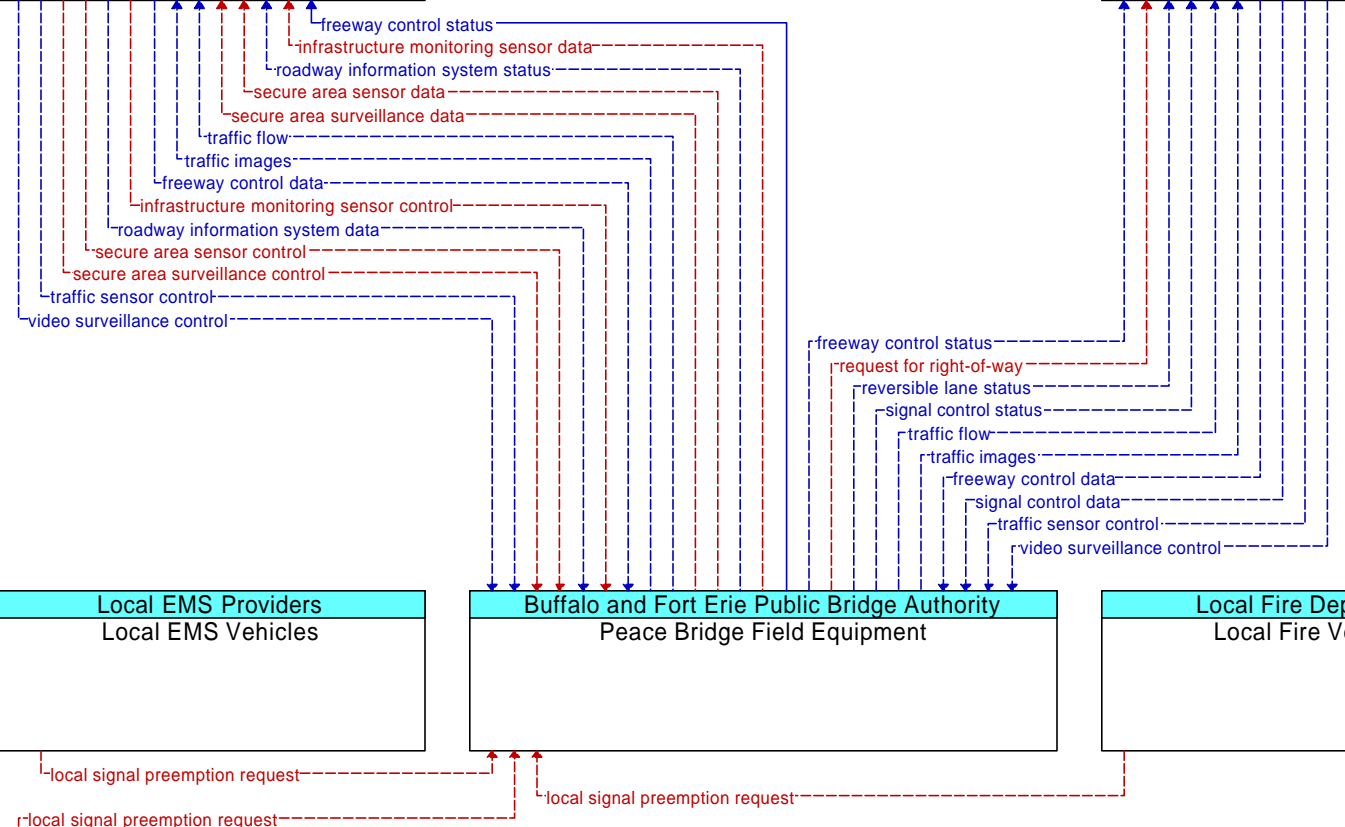 freeway control status
infrastructure monitoring sensor data
roadway information system status
secure area sensor data
secure area surveillance data
traffic flow
traffic images
freeway control data
infrastructure monitoring sensor control
roadway information system data
secure area sensor control
secure area surveillance control
traffic sensor control
video surveillance control
freeway control status
request for right-of-way
reversible lane status
signal control status
traffic flow
traffic images
freeway control data
signal control data
traffic sensor control
video surveillance control
Local EMS Providers
Local EMS Vehicles
Buffalo and Fort Erie Public Bridge Authority
Peace Bridge Field Equipment
Local Fire
Local Fire
local signal preemption request
local signal preemption request
local signal preemption request